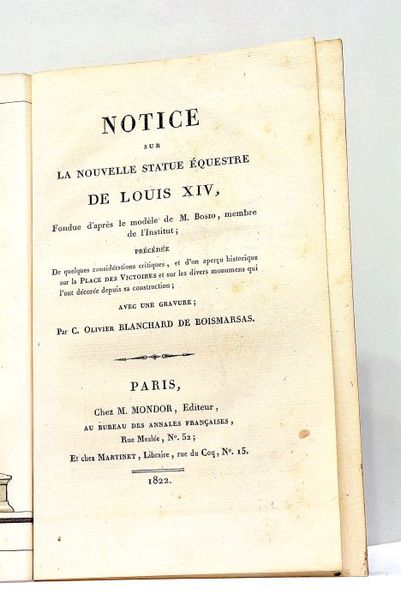 NOTICE
SUR
LA NOUVELLE STATUE ÉQUESTRE
DE LOUIS XIV,
Fondue d'après le modèle de M. Bosio, membre
de l'Institut;
PRÉCÉDÉE
De quelques considérations critiques, et d'un aperçu historique
sur la Place des Victoires et sur les divers monumens qui
l'ont décorée depuis sa construction;
AVEC UNE GRAVURE;
Par C. Olivier BLANCHARD DE BOISMARSAS.
PARIS,
Chez M. MONDOR, Editeur,
AU BUREAU DES ANNALES FRANÇAISES,
Rue Meslée, N°. 52;
Et chez Martinet, Libraire, rue du Coq, N°. 15.
1822.